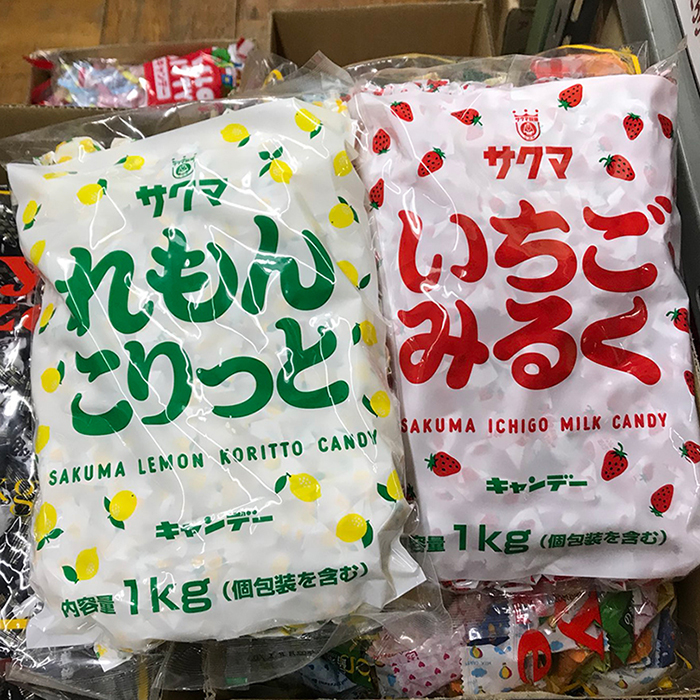 サクマ
れもん
こりっと
SAKUMA LEMON KORITTO CANDY
キャンデー
内容量 1kg (個包装を含む)
サクマ
いちご
みるく
SAKUMA ICHIGO MILK CANDY
キャンデー
容量 1kg (個包装を含む)